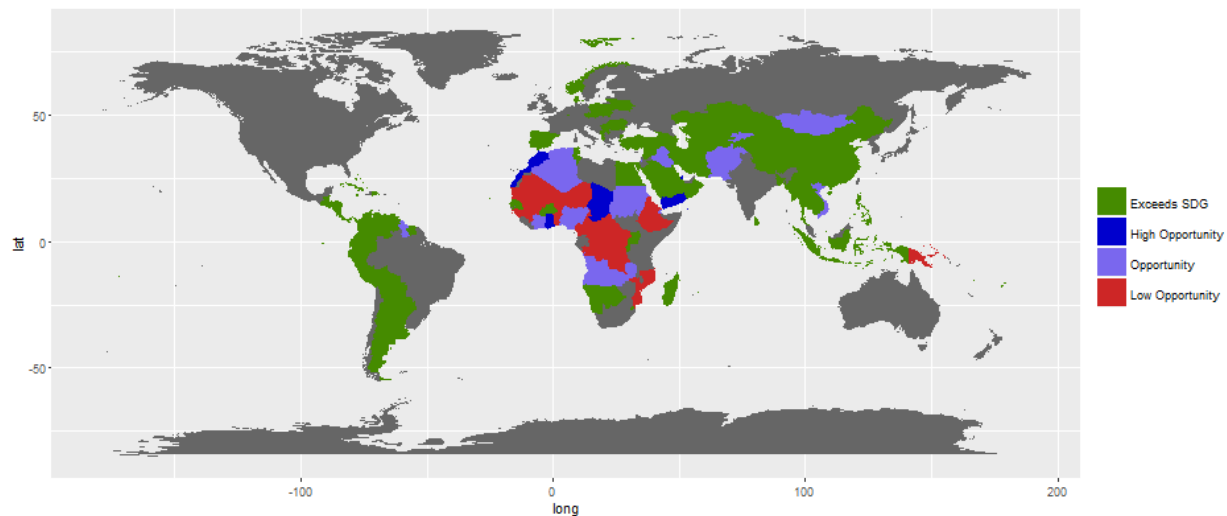 50
0
-50
lat
-100
0
100
200
long
Exceeds SDG
High Opportunity
Opportunity
Low Opportunity